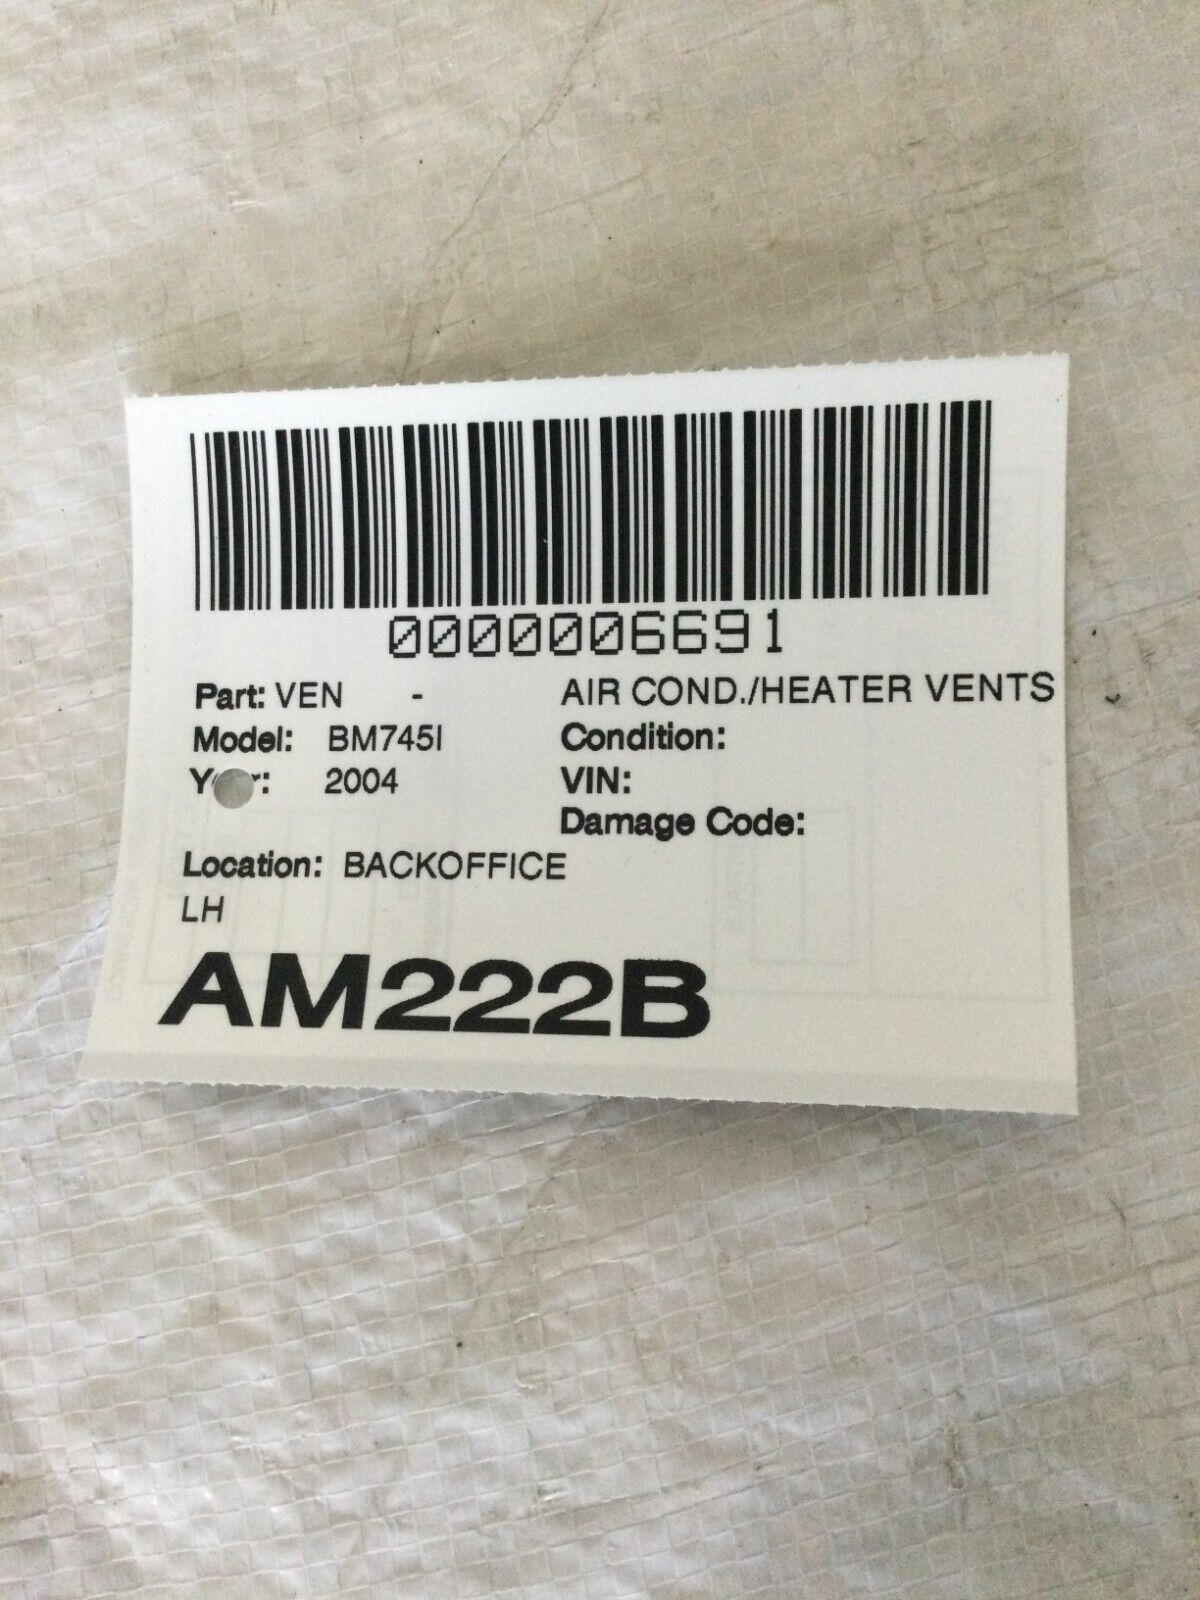 0000006691
Part: VEN - AIR COND./HEATER VENTS
Model: BM745I Condition:
2004 VIN:
Damage Code:
Location: BACKOFFICE
LH
AM222B